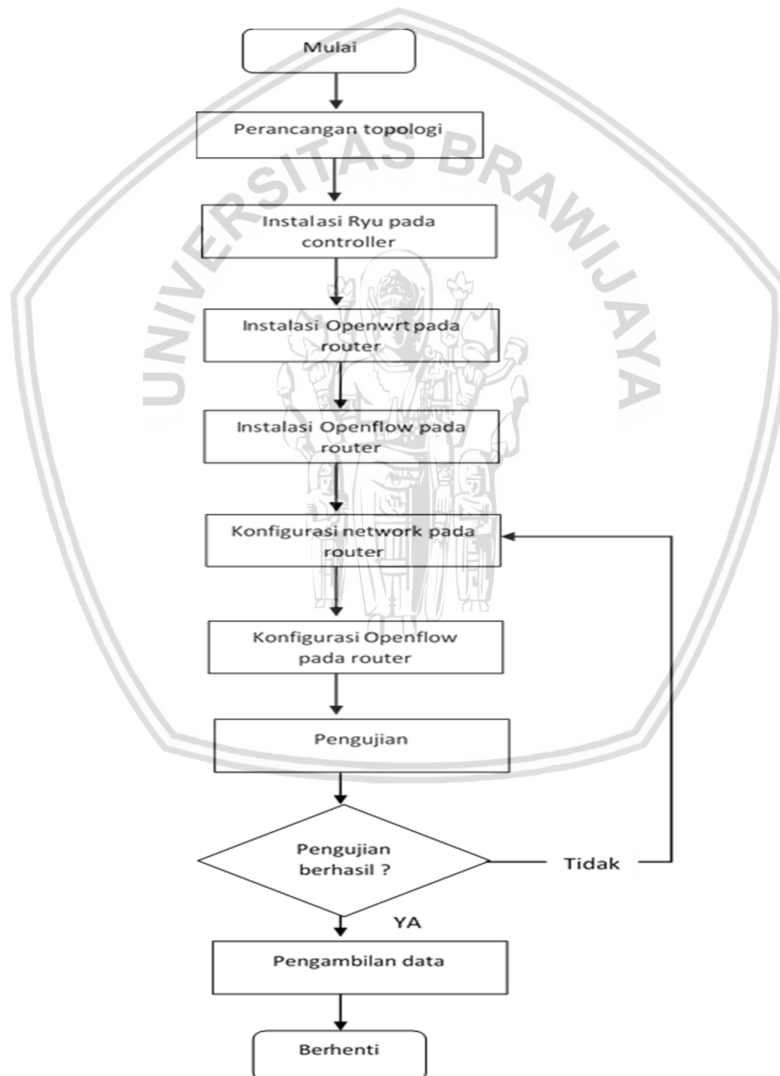 Mulai
Perancangan topologi
UNIVERSITAS BRAWIJAYA
Instalasi Ryu pada
controller
Instalasi Openwrt pada
router
Instalasi Openflow pada
router
Konfigurasi network pada
router
Konfigurasi Openflow
pada router
Pengujian
Pengujian
berhasil ?
Tidak
YA
Pengambilan data
Berhenti